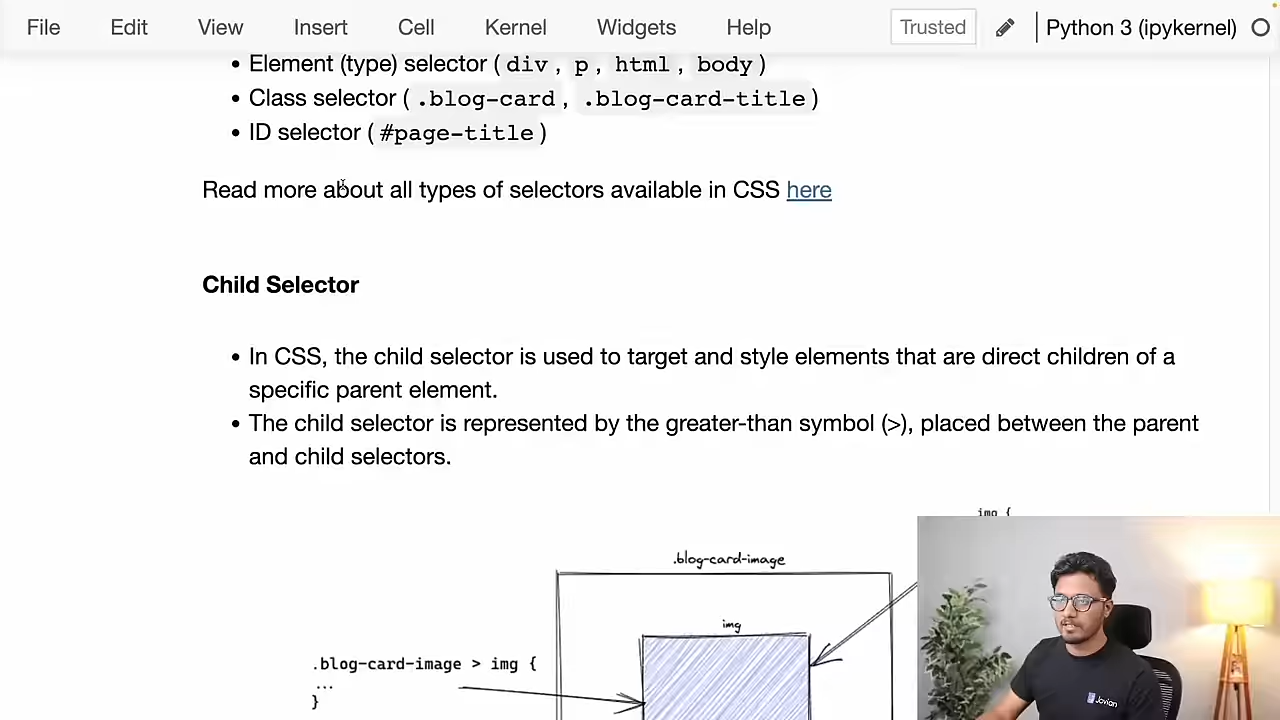 File Edit View Insert Cell Kernel Widgets Help Trusted Python 3 (ipykernel)
• Element (type) selector ( div , p , html , body )
• Class selector ( .blog-card , .blog-card-title )
• ID selector ( #page-title )
Read more about all types of selectors available in CSS here
Child Selector
• In CSS, the child selector is used to target and style elements that are direct children of a
specific parent element.
• The child selector is represented by the greater-than symbol (>), placed between the parent
and child selectors.
img {
.blog-card-image
img
.blog-card-image > img {
...
}
Jovian